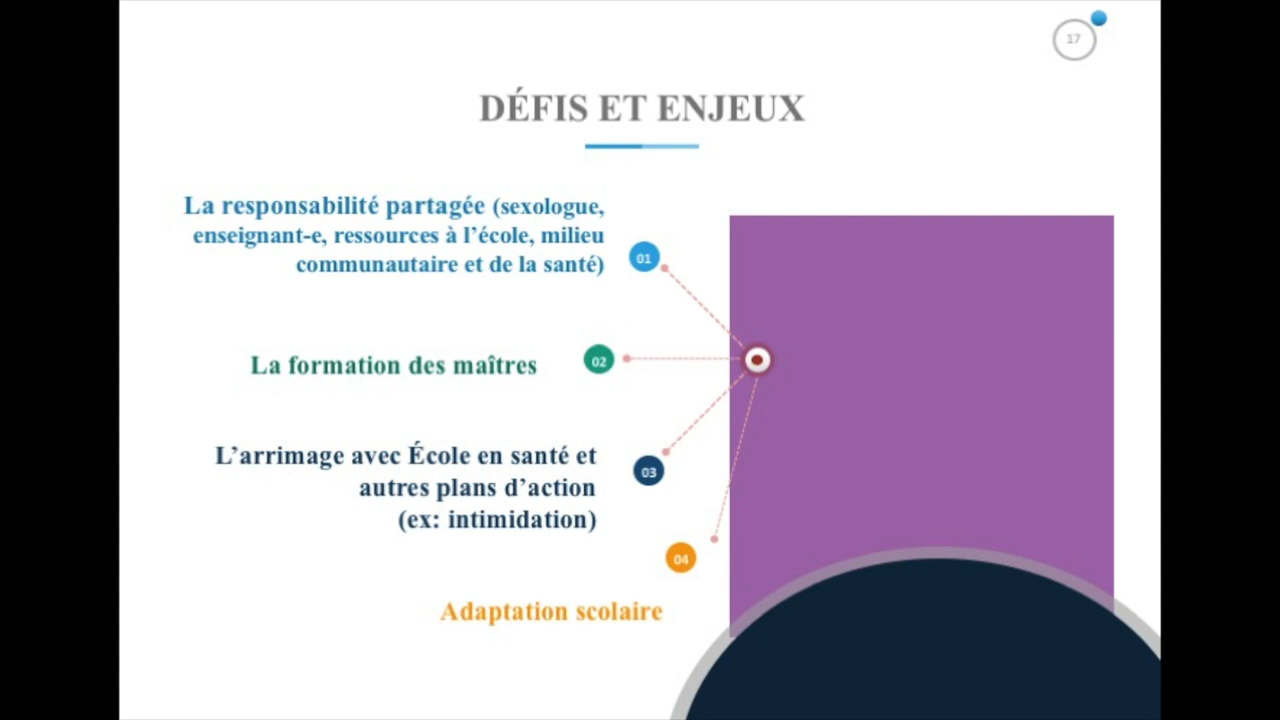 17
DÉFIS ET ENJEUX
La responsabilité partagée (sexologue,
enseignant-e, ressources à l'école, milieu
communautaire et de la santé)
01
La formation des maîtres
02
L'arrimage avec École en santé et
autres plans d'action
(ex: intimidation)
03
04
Adaptation scolaire